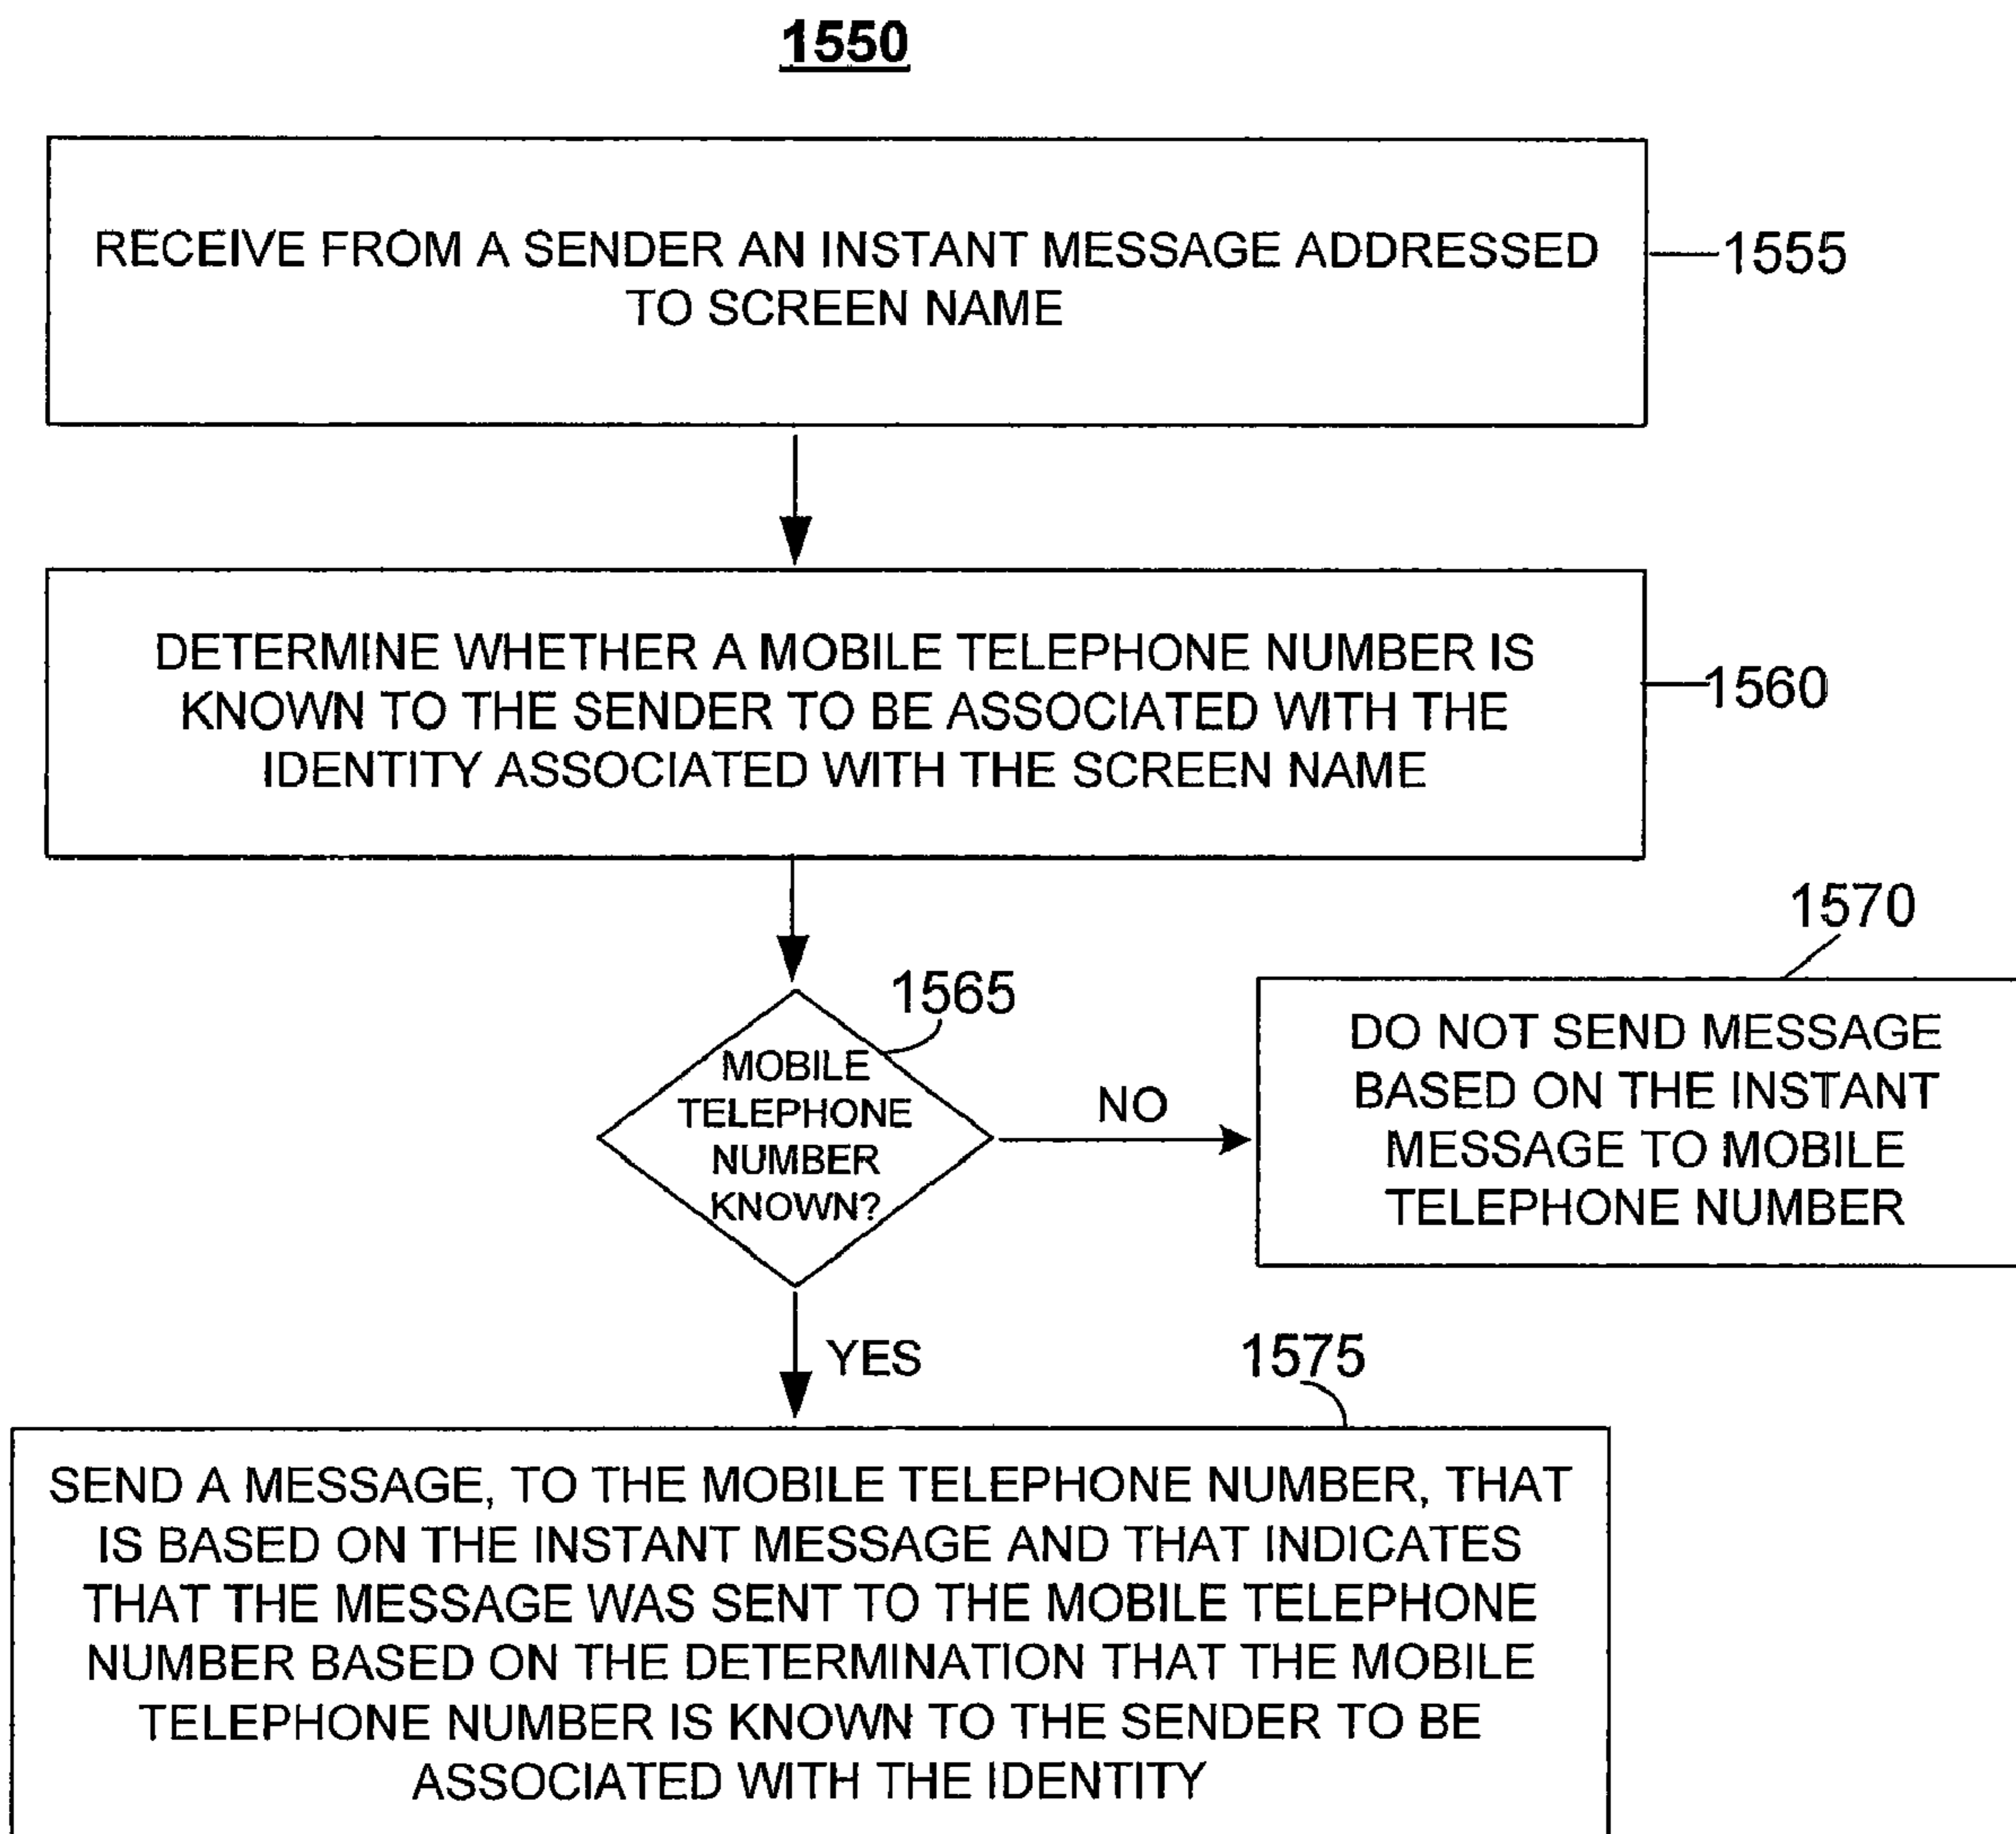 1550
RECEIVE FROM A SENDER AN INSTANT MESSAGE ADDRESSED
TO SCREEN NAME
1555
DETERMINE WHETHER A MOBILE TELEPHONE NUMBER IS
KNOWN TO THE SENDER TO BE ASSOCIATED WITH THE
IDENTITY ASSOCIATED WITH THE SCREEN NAME
1560
1565
MOBILE
TELEPHONE
NUMBER
KNOWN?
NO
1570
DO NOT SEND MESSAGE
BASED ON THE INSTANT
MESSAGE TO MOBILE
TELEPHONE NUMBER
YES
1575
SEND A MESSAGE, TO THE MOBILE TELEPHONE NUMBER, THAT
IS BASED ON THE INSTANT MESSAGE AND THAT INDICATES
THAT THE MESSAGE WAS SENT TO THE MOBILE TELEPHONE
NUMBER BASED ON THE DETERMINATION THAT THE MOBILE
TELEPHONE NUMBER IS KNOWN TO THE SENDER TO BE
ASSOCIATED WITH THE IDENTITY